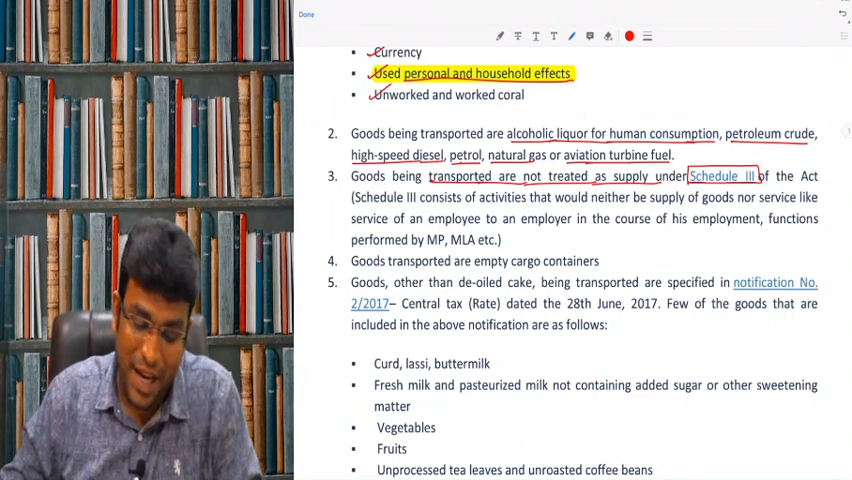 Done
Currency
Used personal and household effects
Unworked and worked coral
2. Goods being transported are alcoholic liquor for human consumption, petroleum crude,
high-speed diesel, petrol, natural gas or aviation turbine fuel.
3. Goods being transported are not treated as supply under Schedule III of the Act
(Schedule III consists of activities that would neither be supply of goods nor service like
service of an employee to an employer in the course of his employment, functions
performed by MP, MLA etc.)
4. Goods transported are empty cargo containers
5. Goods, other than de-oiled cake, being transported are specified in notification No.
2/2017– Central tax (Rate) dated the 28th June, 2017. Few of the goods that are
included in the above notification are as follows:
Curd, lassi, buttermilk
Fresh milk and pasteurized milk not containing added sugar or other sweetening
matter
Vegetables
Fruits
Unprocessed tea leaves and unroasted coffee beans